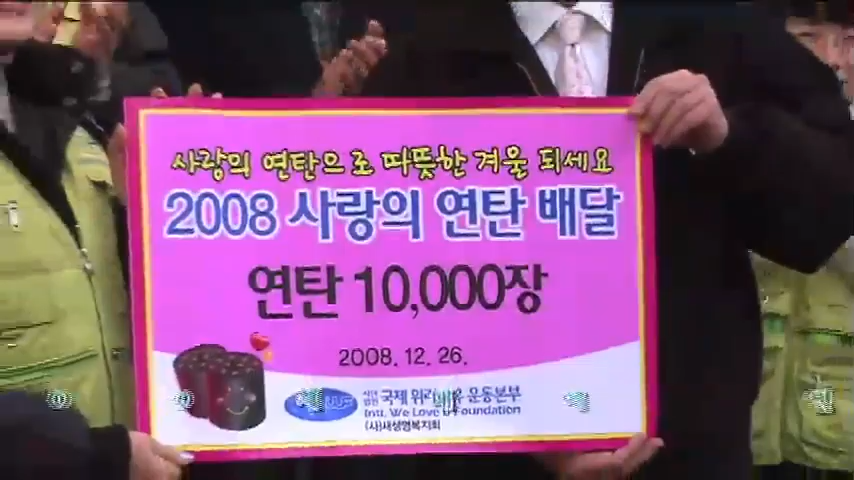 사랑의 연탄으로 따뜻한 겨울 되세요
2008 사랑의 연탄 배달
연탄 10,000장
2008. 12. 26.
국제 위러브유 운동본부
Intl. We Love U Foundation
(사)새생명복지회